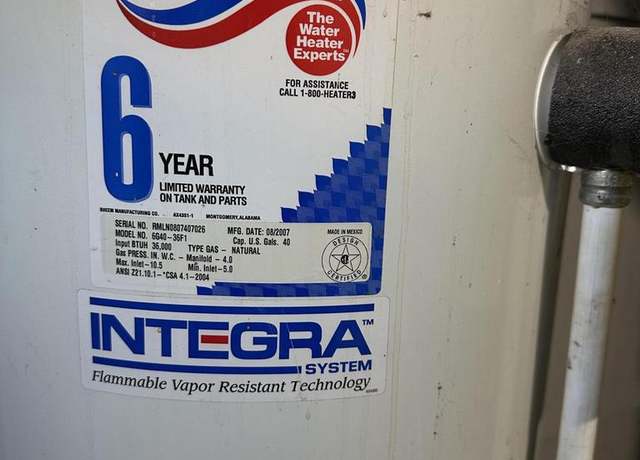 The
Water
Heater
Experts
FOR ASSISTANCE
CALL 1-800-HEATER3
6
YEAR
LIMITED WARRANTY
ON TANK AND PARTS
RHEEM MANUFACTURING CO. MONTGOMERY, ALABAMA
SERIAL NO. RMLN0807407026 MFG. DATE: 08/2007
MODEL NO. 6G40-36F1 Cap. U.S. Gals. 40
Input BTUH 36,000 TYPE GAS - NATURAL
Gas PRESS. IN. W.C. - Manifold - 4.0
Max. Inlet-10.5 Min. Inlet-5.0
ANSI Z21.10.1-*CSA 4.1-2004
MADE IN MEXICO
DESIGN
CERTIFIED
INTEGRA™
SYSTEM
Flammable Vapor Resistant Technology